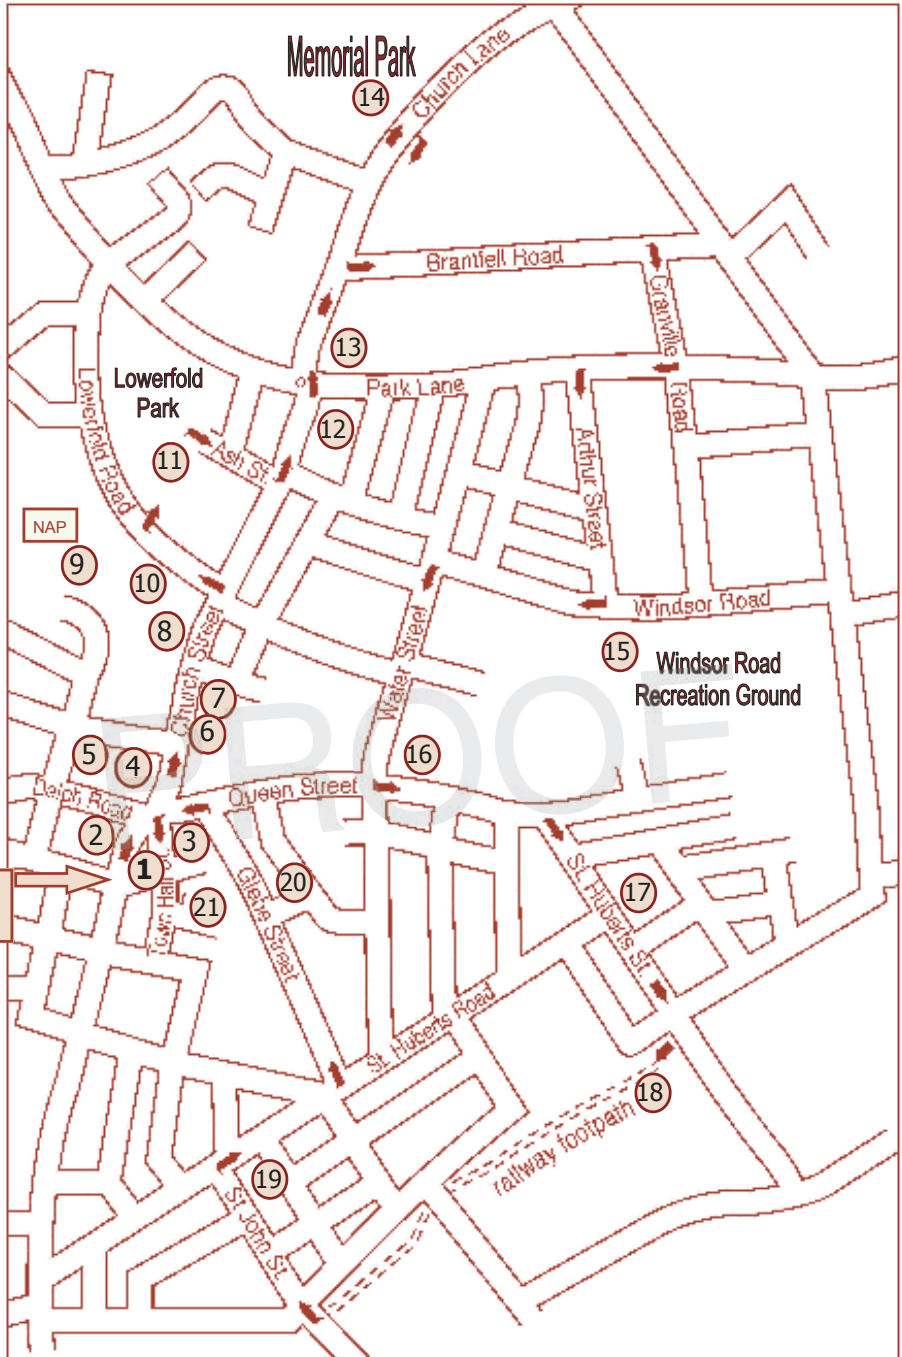 Memorial Park
14
Church Lane
Brantfell Road
Granville
Road
13
Park Lane
Lowerfold
Park
12
11
Ash St.
Lowerfold Road
Arthur Street
NAP
9
10
8
Church Street
Water Street
Windsor Road
15
Windsor Road
Recreation Ground
7
6
5
4
16
PROOF
Queen Street
Delph Road
2
3
1
Town Hall
20
21
Glebe Street
St. Huberts St.
17
St. Huberts Road
18
railway footpath
19
St John St.